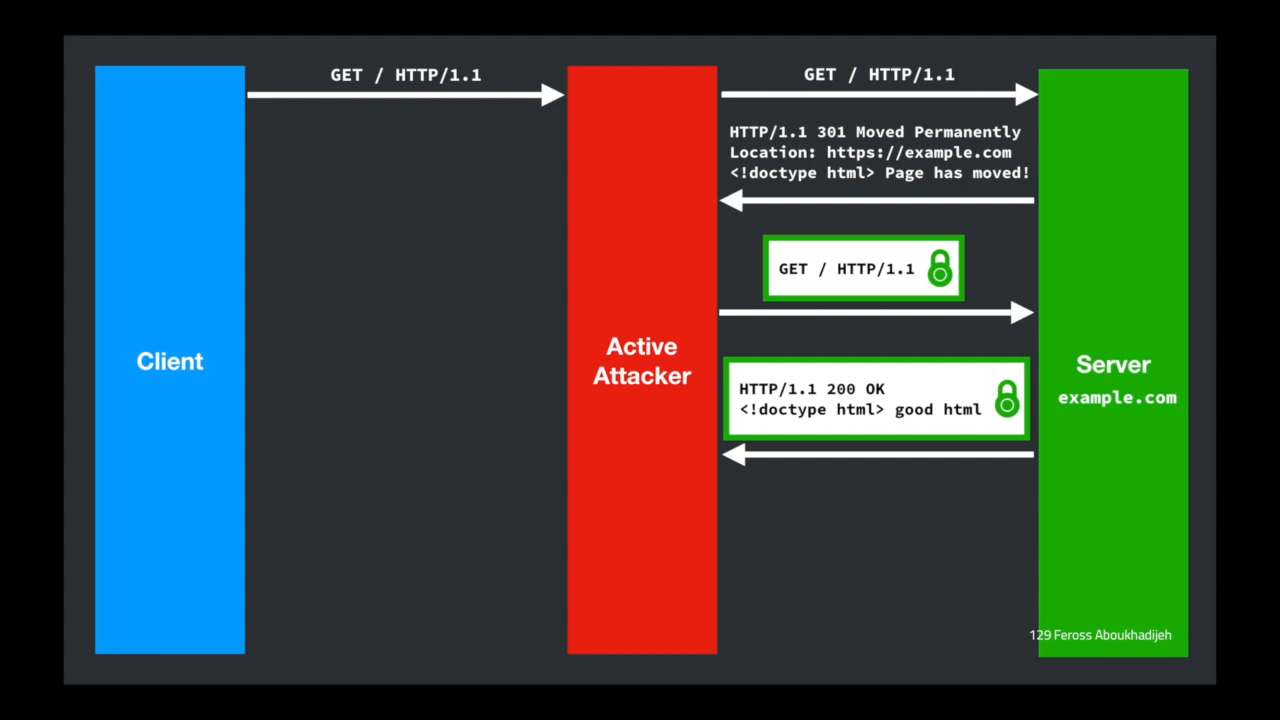 GET / HTTP/1.1
GET / HTTP/1.1
HTTP/1.1 301 Moved Permanently
Location: https://example.com
<!doctype html> Page has moved!
GET / HTTP/1.1
Client
Active
Attacker
HTTP/1.1 200 OK
<!doctype html> good html
Server
example.com
129 Feross Aboukhadijeh